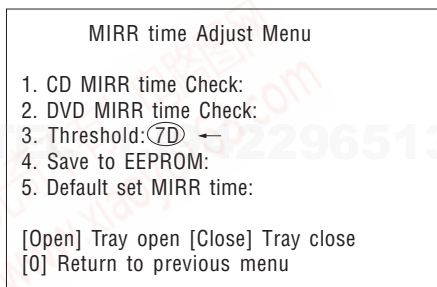 MIRR time Adjust Menu
1. CD MIRR time Check:
2. DVD MIRR time Check:
3. Threshold:7D ←
4. Save to EEPROM:
5. Default set MIRR time:
[Open] Tray open [Close] Tray close
[0] Return to previous menu